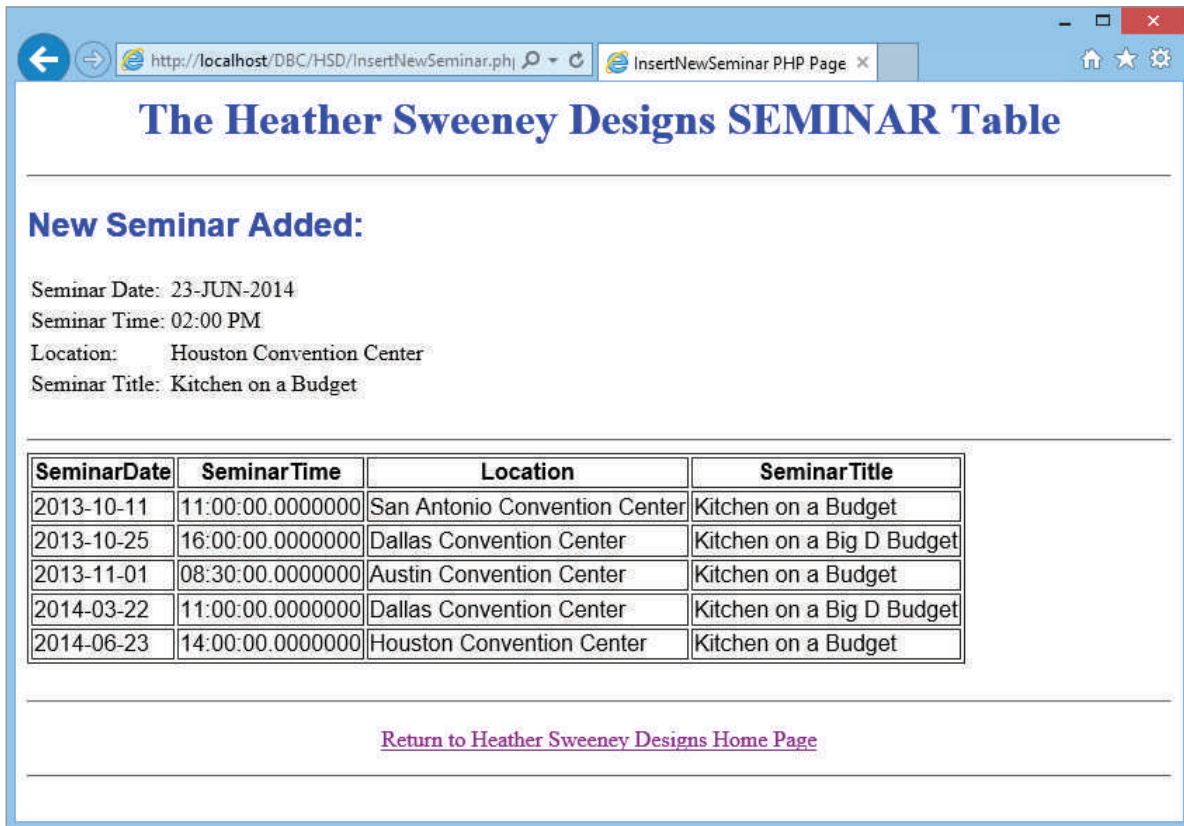 http://localhost/DBC/HSD/InsertNewSeminar.ph
InsertNewSeminar PHP Page
The Heather Sweeney Designs SEMINAR Table
New Seminar Added:
Seminar Date: 23-JUN-2014
Seminar Time: 02:00 PM
Location: Houston Convention Center
Seminar Title: Kitchen on a Budget
SeminarDate SeminarTime Location SeminarTitle
2013-10-11 11:00:00.0000000 San Antonio Convention Center Kitchen on a Budget
2013-10-25 16:00:00.0000000 Dallas Convention Center Kitchen on a Big D Budget
2013-11-01 08:30:00.0000000 Austin Convention Center Kitchen on a Budget
2014-03-22 11:00:00.0000000 Dallas Convention Center Kitchen on a Big D Budget
2014-06-23 14:00:00.0000000 Houston Convention Center Kitchen on a Budget
Return to Heather Sweeney Designs Home Page